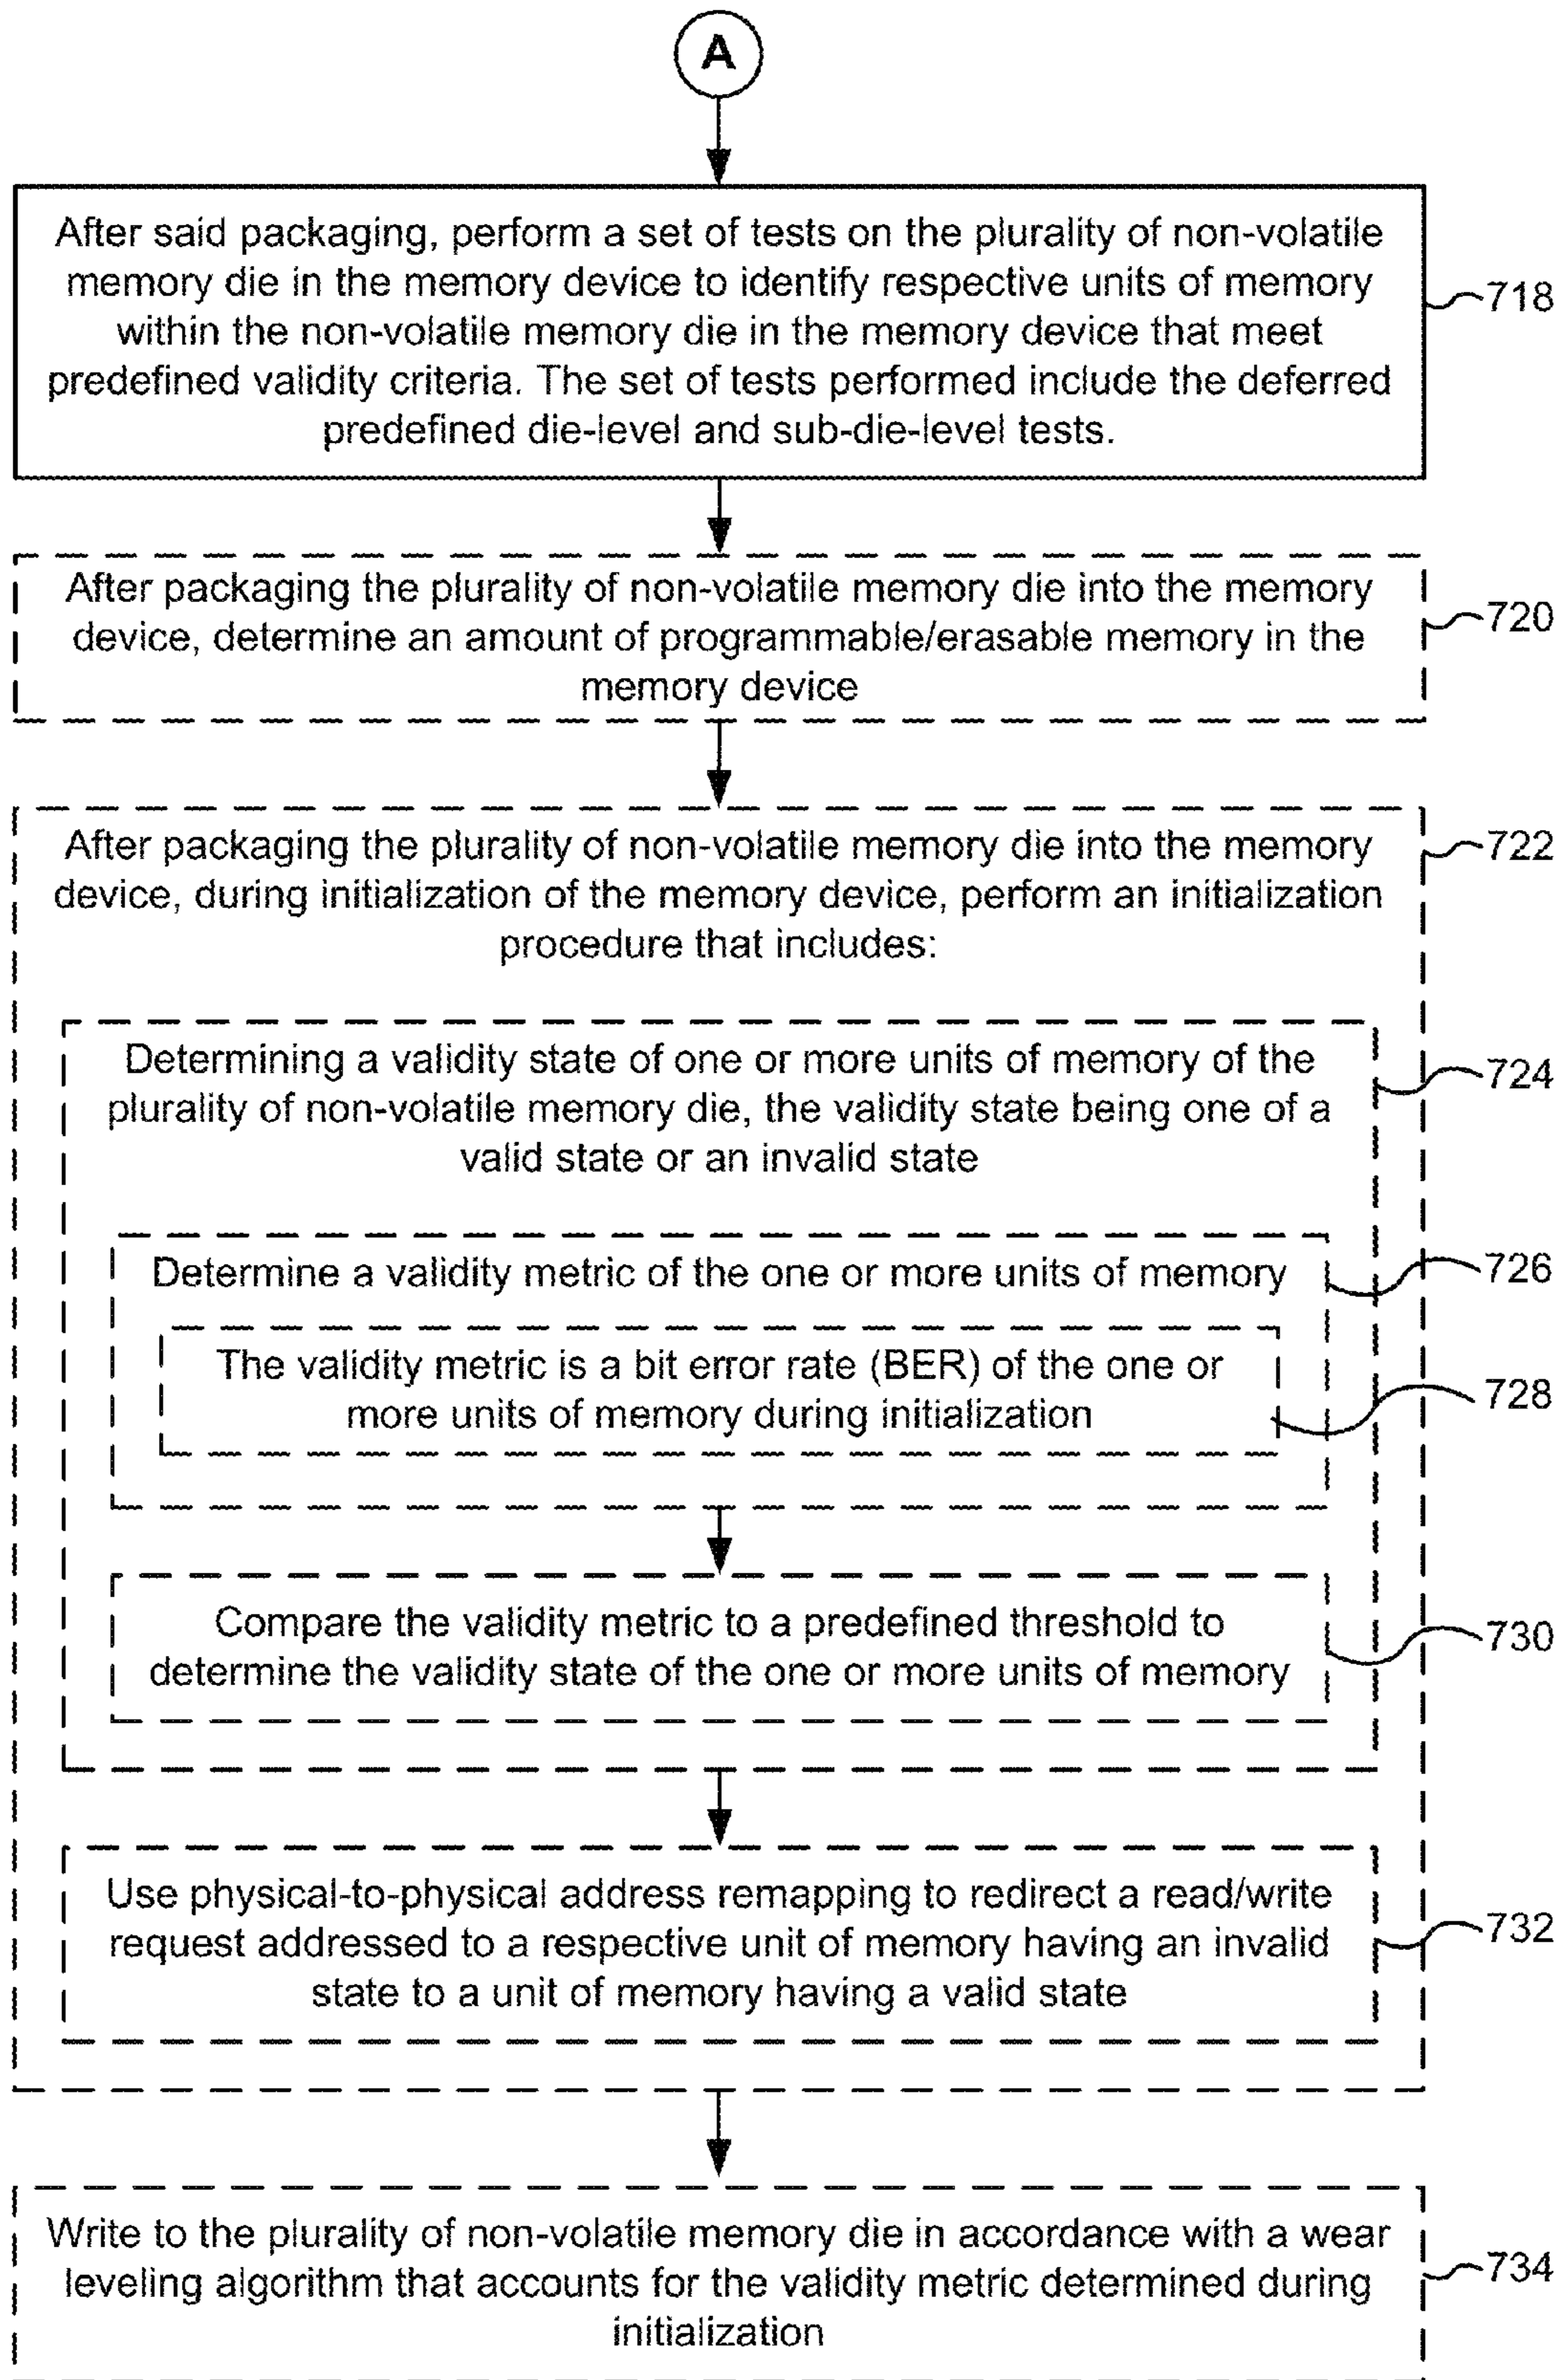 A
After said packaging, perform a set of tests on the plurality of non-volatile
memory die in the memory device to identify respective units of memory
within the non-volatile memory die in the memory device that meet
predefined validity criteria. The set of tests performed include the deferred
predefined die-level and sub-die-level tests.
718
After packaging the plurality of non-volatile memory die into the memory
device, determine an amount of programmable/erasable memory in the
memory device
720
After packaging the plurality of non-volatile memory die into the memory
device, during initialization of the memory device, perform an initialization
procedure that includes:
722
Determining a validity state of one or more units of memory of the
plurality of non-volatile memory die, the validity state being one of a
valid state or an invalid state
724
Determine a validity metric of the one or more units of memory
726
The validity metric is a bit error rate (BER) of the one or
more units of memory during initialization
728
Compare the validity metric to a predefined threshold to
determine the validity state of the one or more units of memory
730
Use physical-to-physical address remapping to redirect a read/write
request addressed to a respective unit of memory having an invalid
state to a unit of memory having a valid state
732
Write to the plurality of non-volatile memory die in accordance with a wear
leveling algorithm that accounts for the validity metric determined during
initialization
734